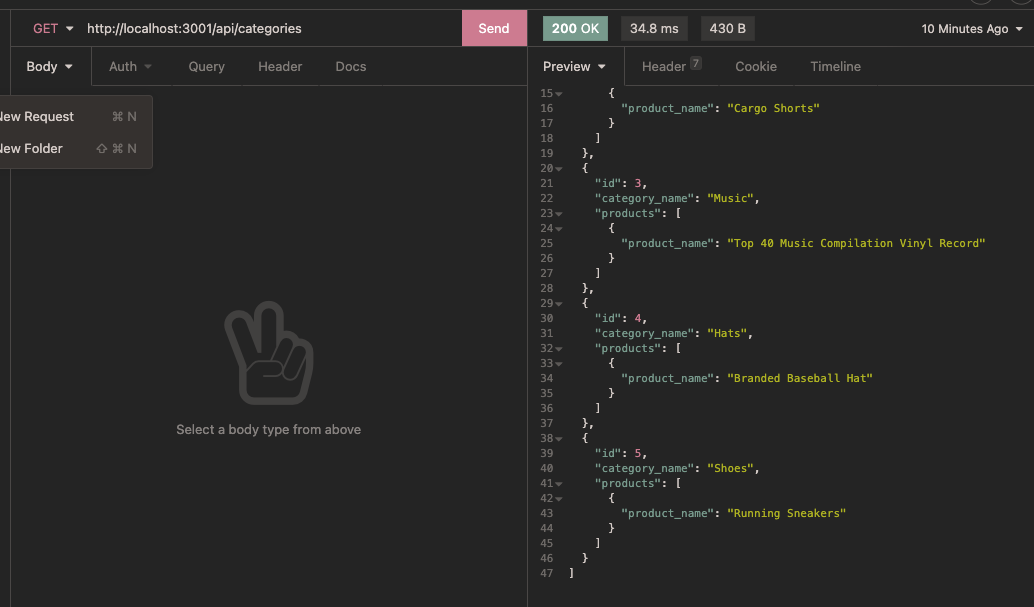 GET http://localhost:3001/api/categories Send 200 OK 34.8 ms 430 B 10 Minutes Ago
Body Auth Query Header Docs Preview Header 7 Cookie Timeline
New Request ⌘ N
New Folder ⇧ ⌘ N
Select a body type from above
15 {
16 "product_name": "Cargo Shorts"
17 }
18 ]
19 },
20 {
21 "id": 3,
22 "category_name": "Music",
23 "products": [
24 {
25 "product_name": "Top 40 Music Compilation Vinyl Record"
26 }
27 ]
28 },
29 {
30 "id": 4,
31 "category_name": "Hats",
32 "products": [
33 {
34 "product_name": "Branded Baseball Hat"
35 }
36 ]
37 },
38 {
39 "id": 5,
40 "category_name": "Shoes",
41 "products": [
42 {
43 "product_name": "Running Sneakers"
44 }
45 ]
46 }
47 ]